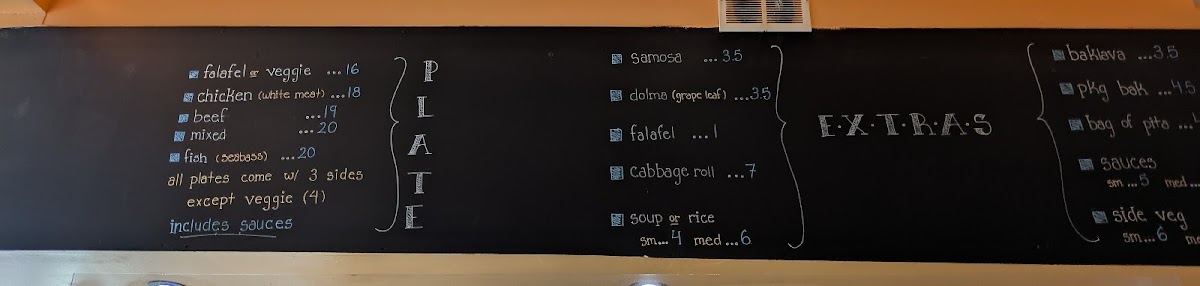 falafel or veggie ...16
chicken (white meat) ...18
beef ...19
mixed ...20
fish (seabass) ...20
all plates come w/ 3 sides
except veggie (4)
includes sauces
PLATE
samosa ...3.5
dolma (grape leaf) ...3.5
falafel ...1
cabbage roll ...7
soup or rice
sm...4 med...6
E·X·T·R·A·S
baklava ...3.5
pkg bak ...4.5
bag of pita ...
sauces
sm...5 med...
side veg
sm...6